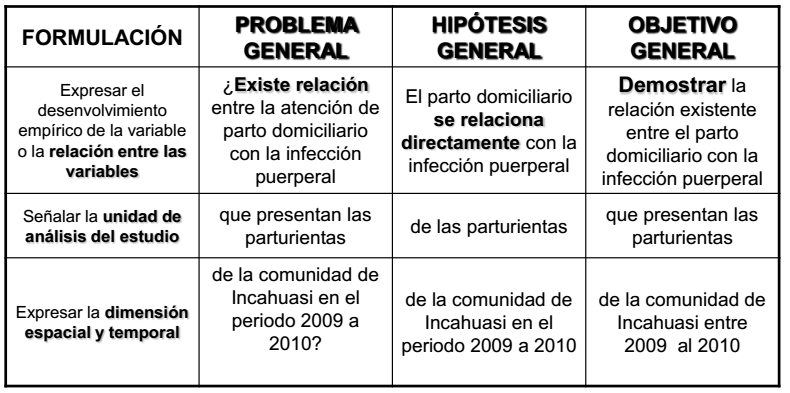 FORMULACIÓN
PROBLEMA
GENERAL
HIPÓTESIS
GENERAL
OBJETIVO
GENERAL
Expresar el
desenvolvimiento
empírico de la variable
o la relación entre las
variables
¿Existe relación
entre la atención de
parto domiciliario
con la infección
puerperal
El parto domiciliario
se relaciona
directamente con la
infección puerperal
Demostrar la
relación existente
entre el parto
domiciliario con la
infección puerperal
Señalar la unidad de
análisis del estudio
que presentan las
parturientas
de las parturientas
que presentan las
parturientas
Expresar la dimensión
espacial y temporal
de la comunidad de
Incahuasi en el
periodo 2009 a
2010?
de la comunidad de
Incahuasi en el
periodo 2009 a 2010
de la comunidad de
Incahuasi entre
2009 al 2010